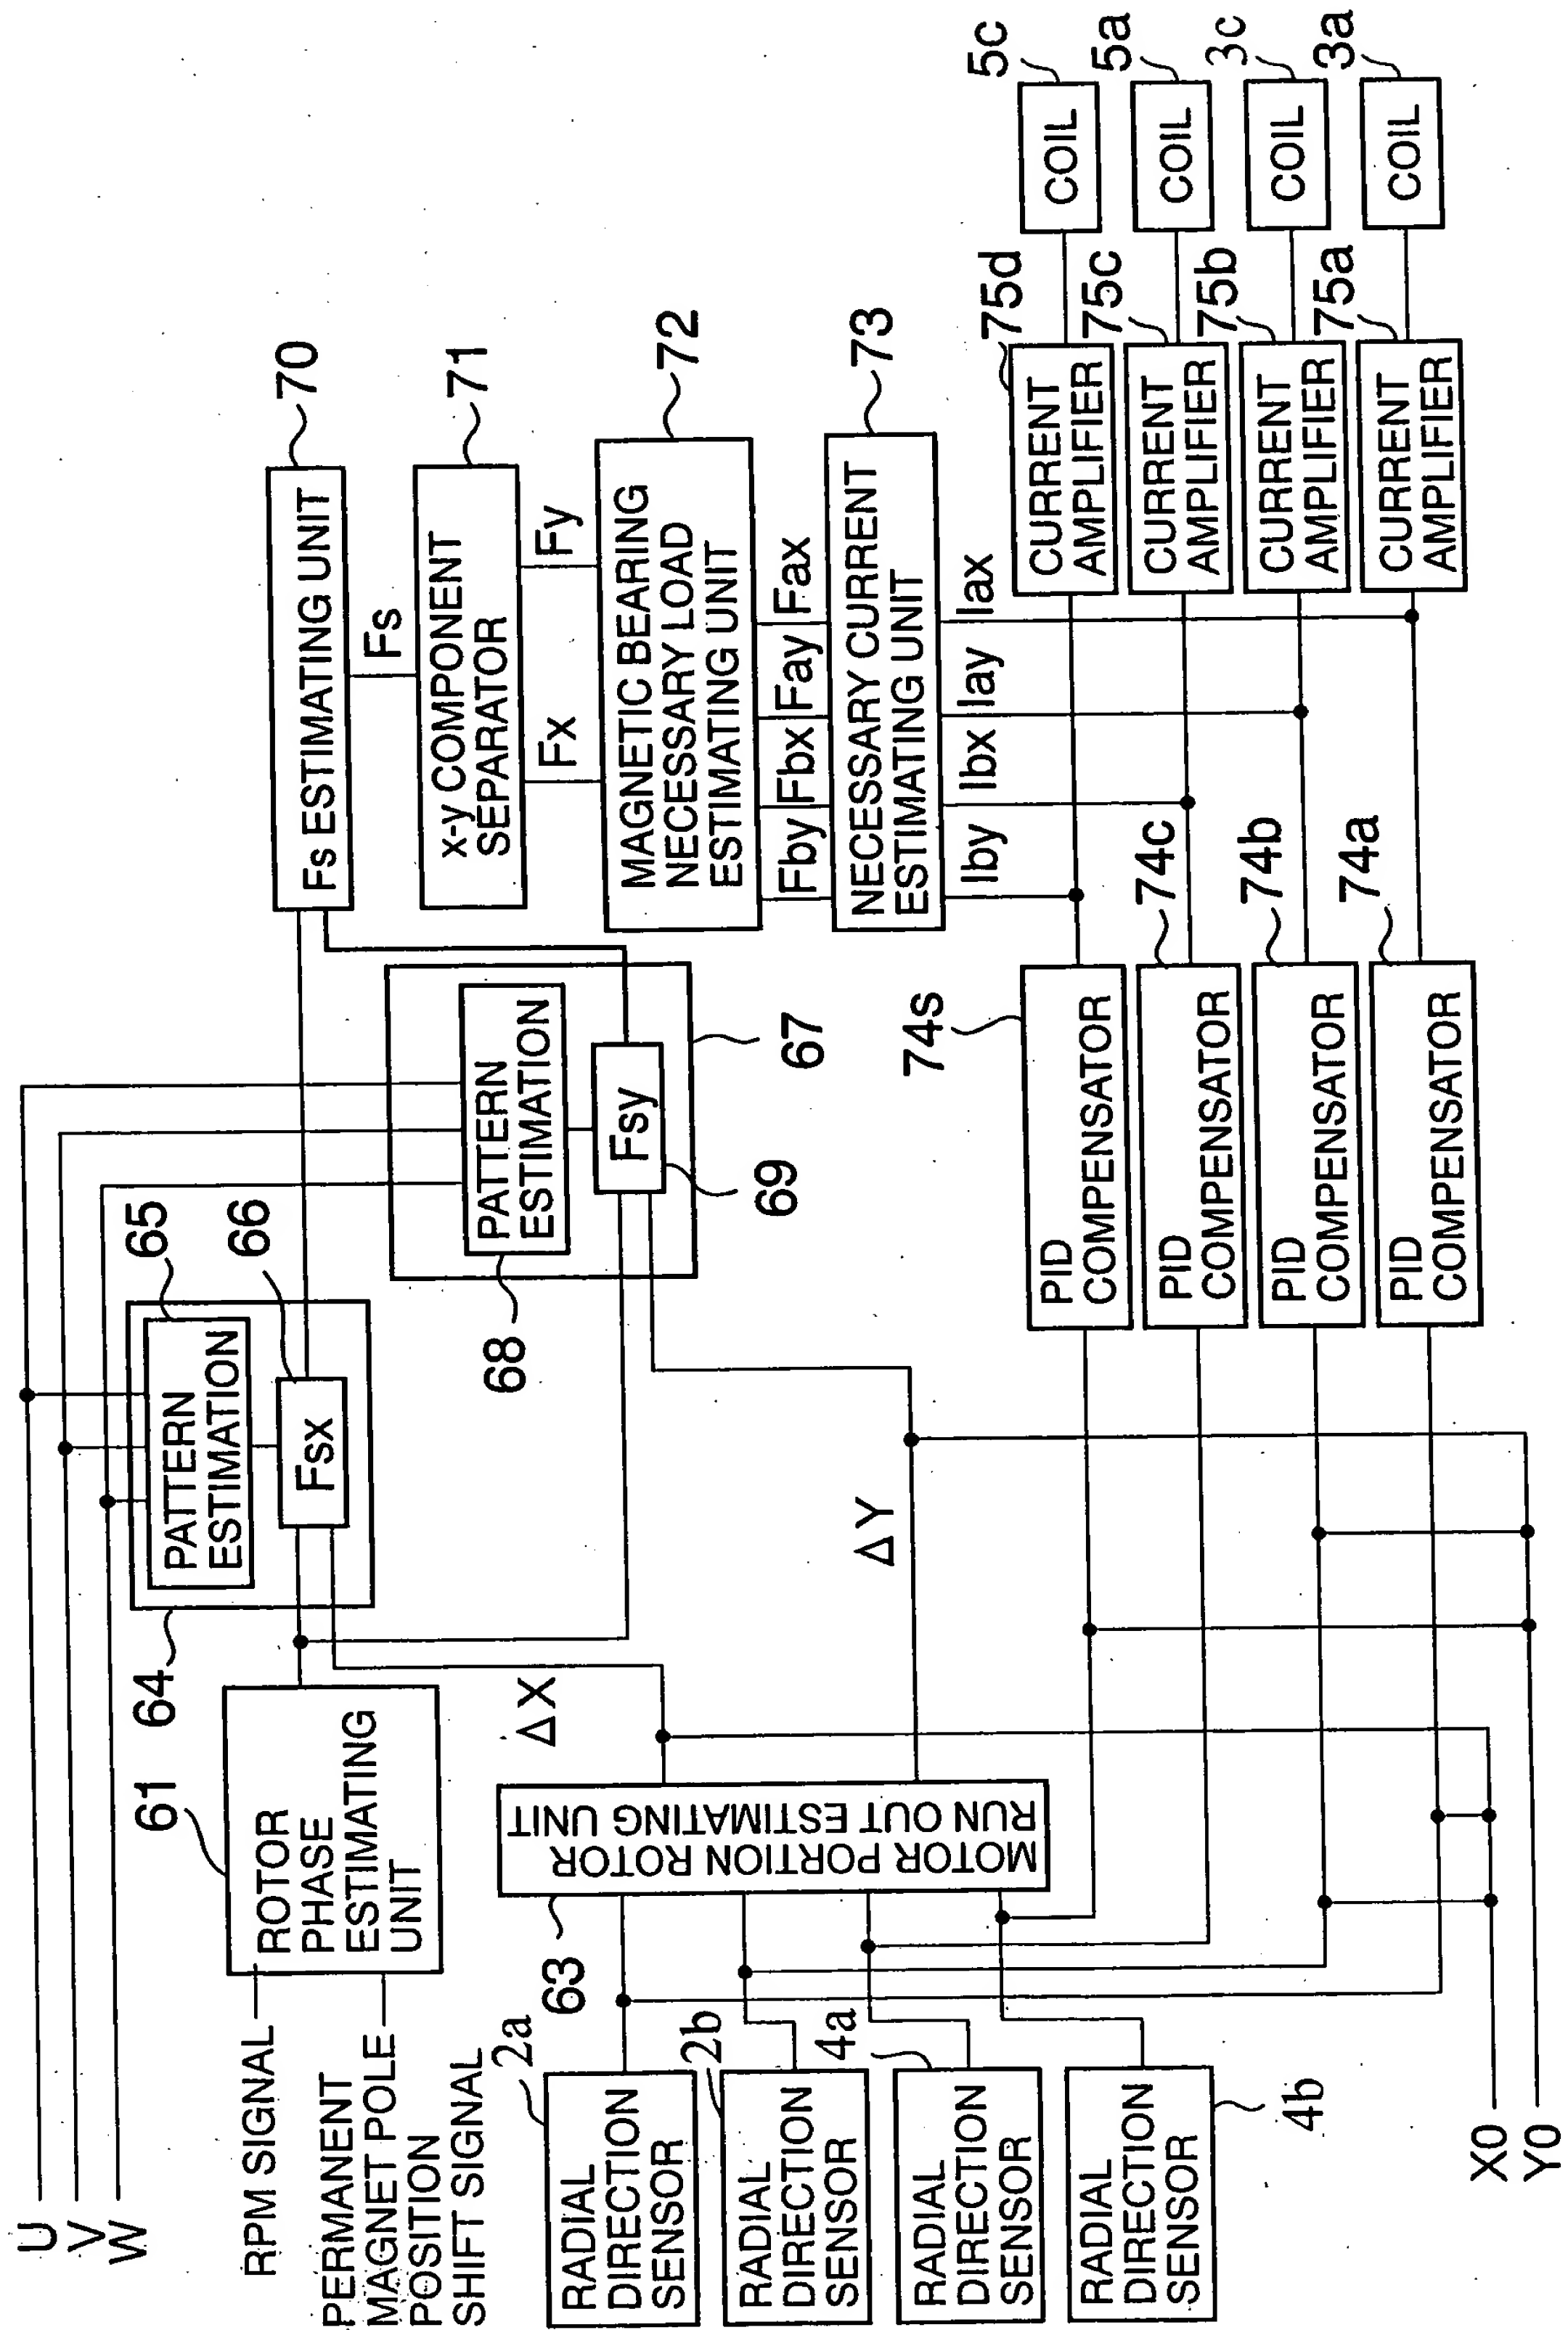 U
V
W
RPM SIGNAL
PERMANENT
MAGNET POLE
POSITION
SHIFT SIGNAL
61
ROTOR
PHASE
ESTIMATING
UNIT
64
65
PATTERN
ESTIMATION
66
Fsx
67
68
PATTERN
ESTIMATION
69
Fsy
70
Fs ESTIMATING UNIT
Fs
71
x-y COMPONENT
SEPARATOR
Fx
Fy
72
MAGNETIC BEARING
NECESSARY LOAD
ESTIMATING UNIT
Fby
Fbx
Fay
Fax
73
NECESSARY CURRENT
ESTIMATING UNIT
Iby
Ibx
Iay
Iax
2a
RADIAL
DIRECTION
SENSOR
2b
RADIAL
DIRECTION
SENSOR
4a
RADIAL
DIRECTION
SENSOR
4b
RADIAL
DIRECTION
SENSOR
63
MOTOR PORTION ROTOR
RUN OUT ESTIMATING UNIT
ΔX
ΔY
74s
PID
COMPENSATOR
74c
PID
COMPENSATOR
74b
PID
COMPENSATOR
74a
PID
COMPENSATOR
75d
CURRENT
AMPLIFIER
75c
CURRENT
AMPLIFIER
75b
CURRENT
AMPLIFIER
75a
CURRENT
AMPLIFIER
5c
COIL
5a
COIL
3c
COIL
3a
COIL
X0
Y0